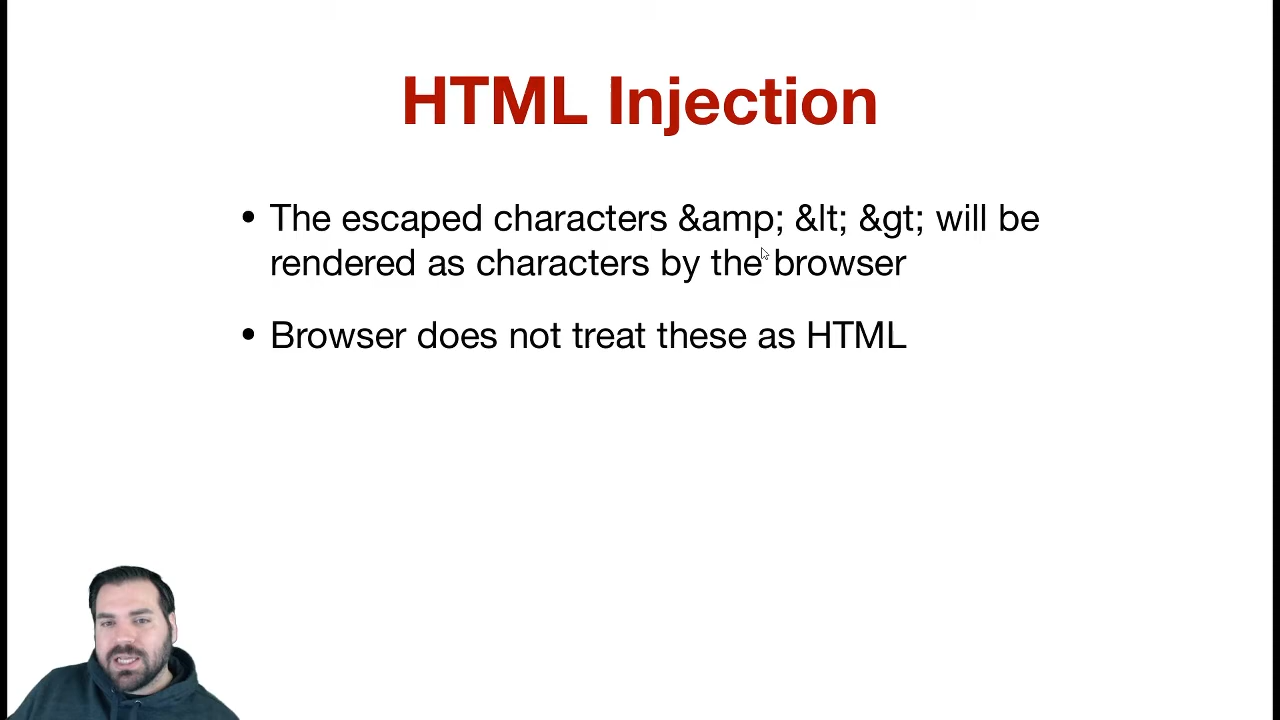 HTML Injection
• The escaped characters &amp; &lt; &gt; will be
rendered as characters by the browser
• Browser does not treat these as HTML